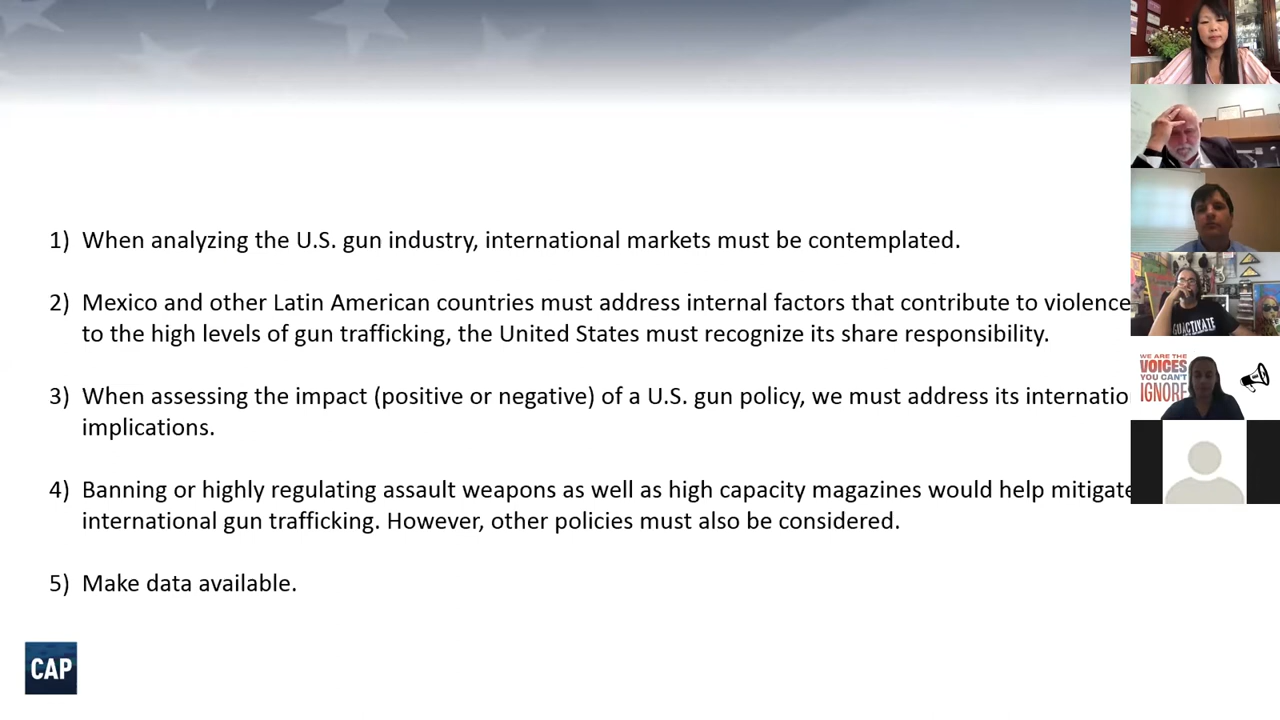 1) When analyzing the U.S. gun industry, international markets must be contemplated.
2) Mexico and other Latin American countries must address internal factors that contribute to violence
to the high levels of gun trafficking, the United States must recognize its share responsibility.
3) When assessing the impact (positive or negative) of a U.S. gun policy, we must address its internatio
implications.
4) Banning or highly regulating assault weapons as well as high capacity magazines would help mitigate
international gun trafficking. However, other policies must also be considered.
5) Make data available.
CAP
WE ARE THE
VOICES
YOU CAN'T
IGNORE